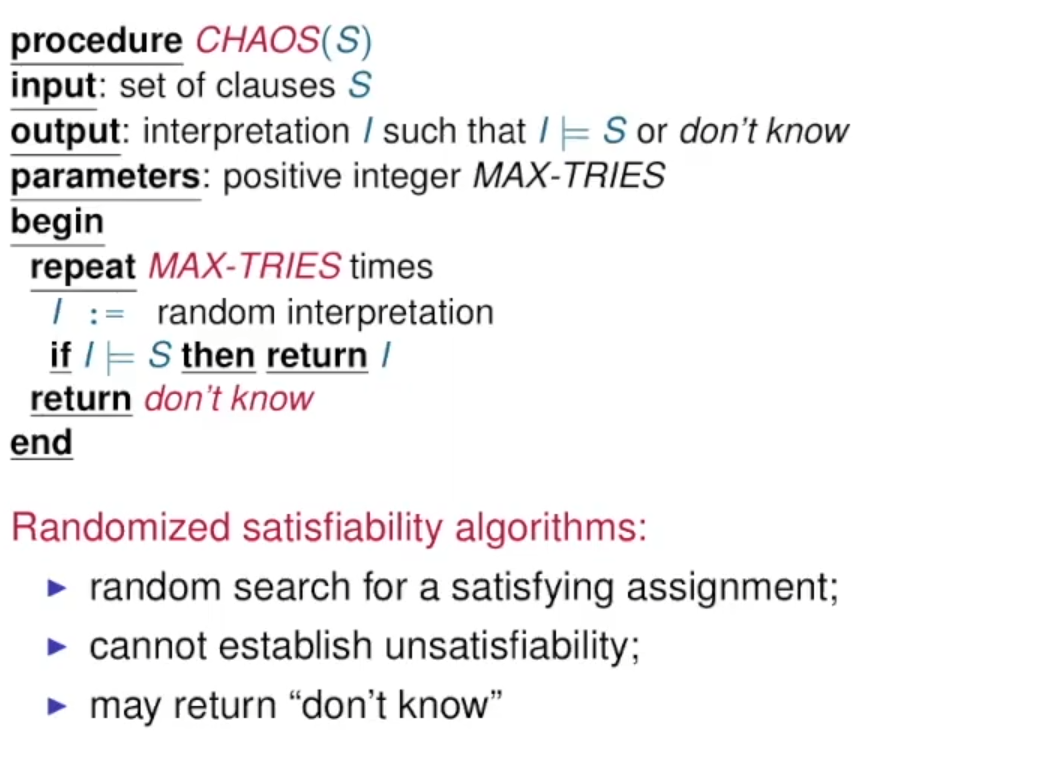 procedure CHAOS(S)
input: set of clauses S
output: interpretation I such that I ⊨ S or don't know
parameters: positive integer MAX-TRIES
begin
repeat MAX-TRIES times
I := random interpretation
if I ⊨ S then return I
return don't know
end
Randomized satisfiability algorithms:
▶ random search for a satisfying assignment;
▶ cannot establish unsatisfiability;
▶ may return “don't know”